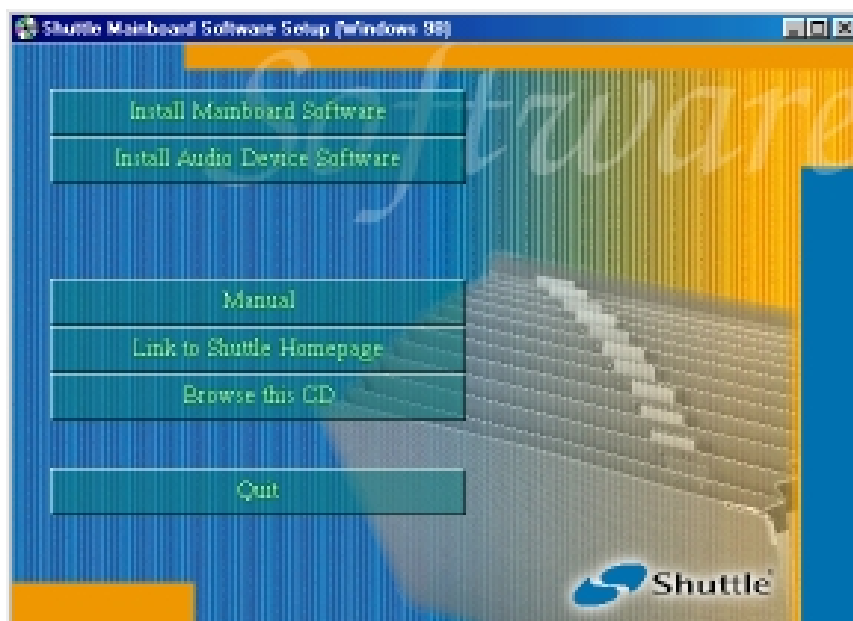 Shuttle Mainboard Software Setup (Windows 98)
Software
Install Mainboard Software
Install Audio Device Software
Manual
Link to Shuttle Homepage
Browse this CD
Quit
Shuttle